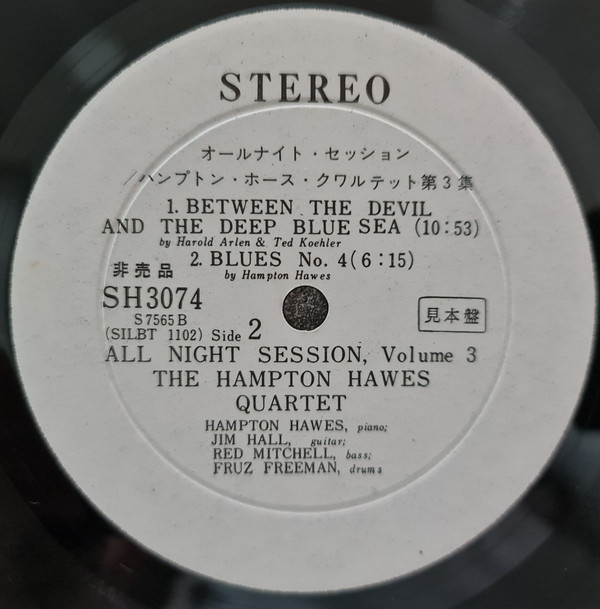 STEREO
オールナイト・セッション
／ハンプトン・ホース・クワルテット第3集
1. BETWEEN THE DEVIL
AND THE DEEP BLUE SEA (10:53)
by Harold Arlen & Ted Koehler
非売品
2. BLUES No. 4 (6:15)
by Hampton Hawes
SH3074
S7565B
(SILBT 1102) Side 2
見本盤
ALL NIGHT SESSION, Volume 3
THE HAMPTON HAWES
QUARTET
HAMPTON HAWES, piano;
JIM HALL, guitar;
RED MITCHELL, bass;
FRUZ FREEMAN, drums